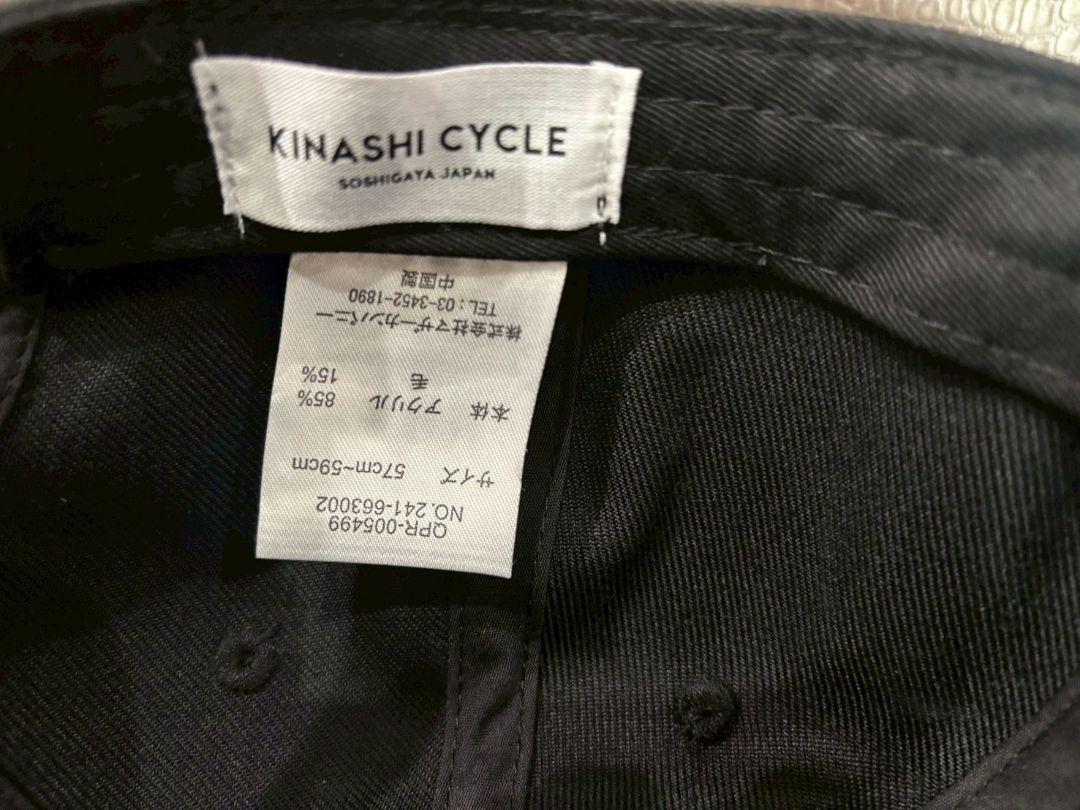 KINASHI CYCLE
SOSHIGAYA JAPAN
QPR-005499
NO.241-663002
サイズ 57cm~59cm
本体 アクリル 85%
毛 15%
株式会社マザーカンパニー
TEL：03-3452-1890
中国製